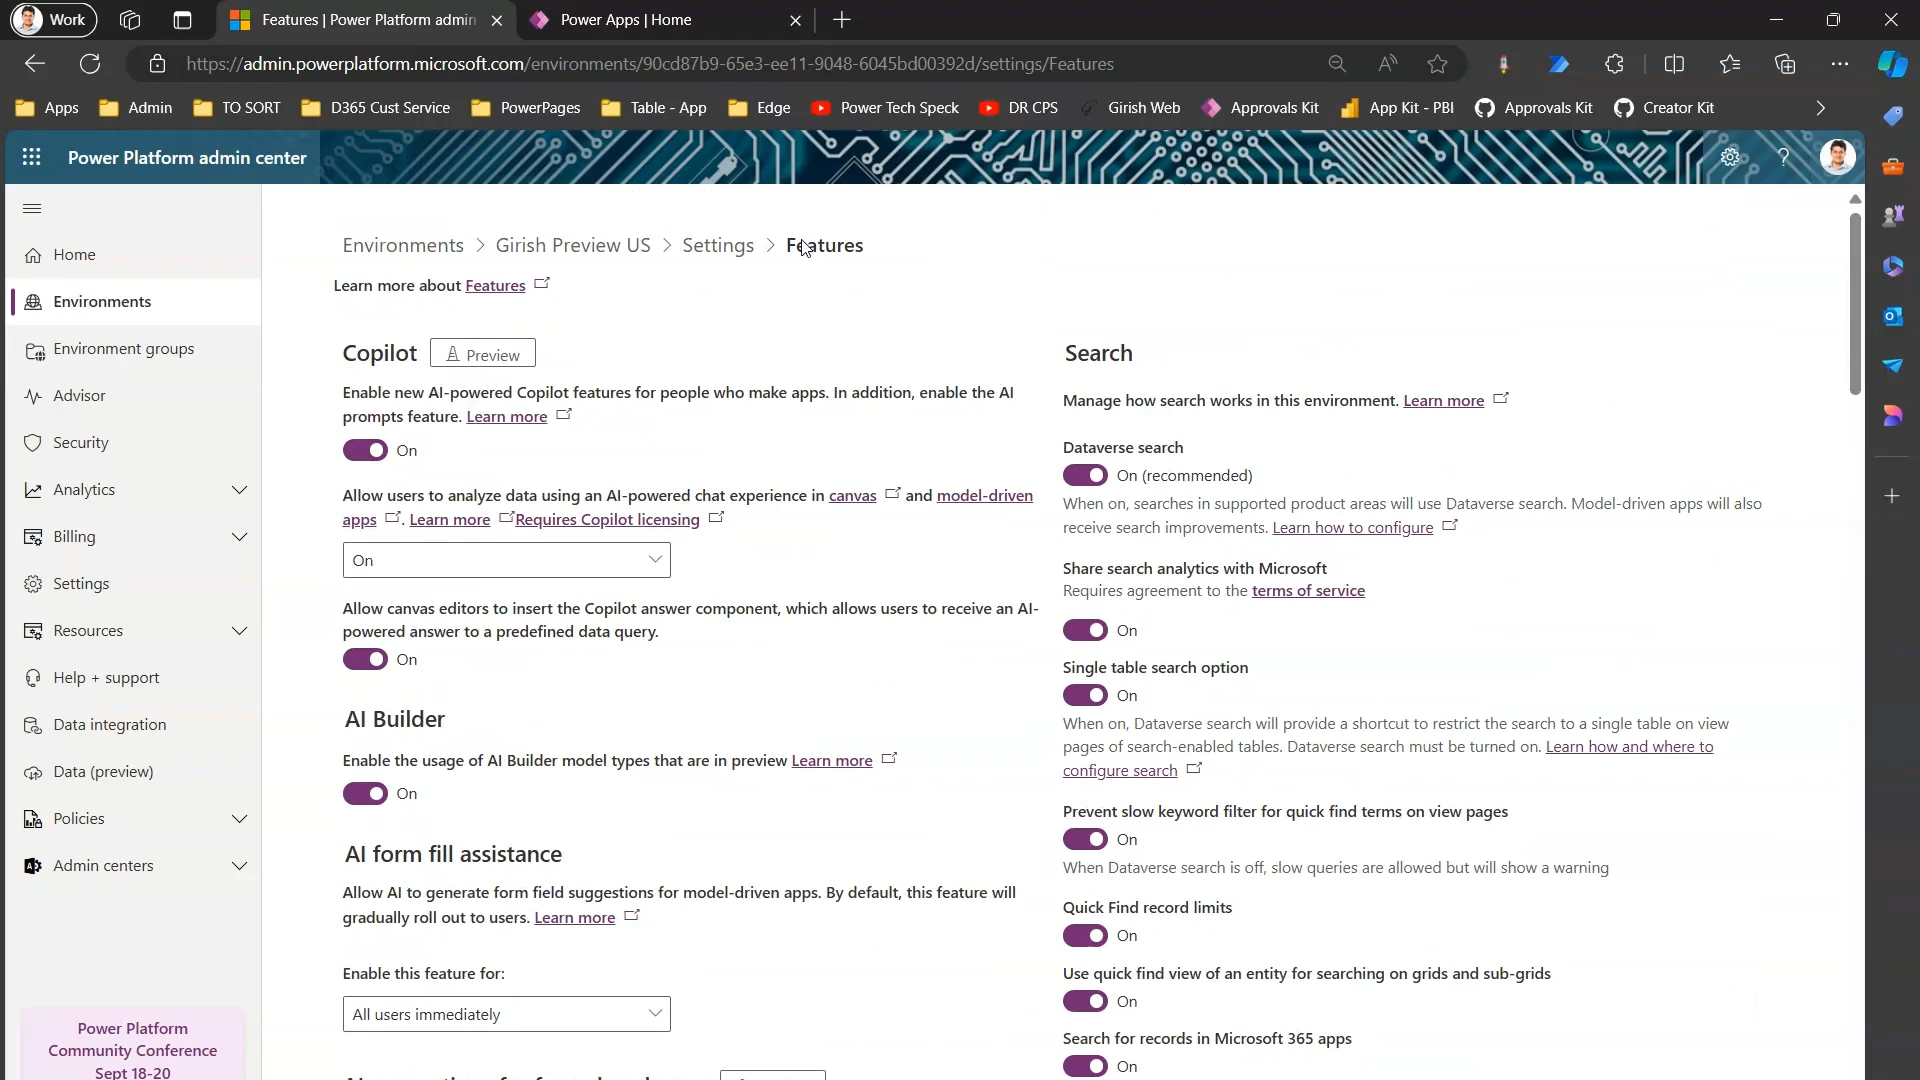 Work
Features | Power Platform admin
Power Apps | Home
https://admin.powerplatform.microsoft.com/environments/90cd87b9-65e3-ee11-9048-6045bd00392d/settings/Features
Apps
Admin
TO SORT
D365 Cust Service
PowerPages
Table - App
Edge
Power Tech Speck
DR CPS
Girish Web
Approvals Kit
App Kit - PBI
Approvals Kit
Creator Kit
Power Platform admin center
Home
Environments
Environment groups
Advisor
Security
Analytics
Billing
Settings
Resources
Help + support
Data integration
Data (preview)
Policies
Admin centers
Power Platform
Community Conference
Sept 18-20
Environments > Girish Preview US > Settings > Features
Learn more about Features
Copilot
Preview
Enable new AI-powered Copilot features for people who make apps. In addition, enable the AI
prompts feature. Learn more
On
Allow users to analyze data using an AI-powered chat experience in canvas and model-driven
apps . Learn more Requires Copilot licensing
On
Allow canvas editors to insert the Copilot answer component, which allows users to receive an AI-
powered answer to a predefined data query.
On
AI Builder
Enable the usage of AI Builder model types that are in preview Learn more
On
AI form fill assistance
Allow AI to generate form field suggestions for model-driven apps. By default, this feature will
gradually roll out to users. Learn more
Enable this feature for:
All users immediately
Search
Manage how search works in this environment. Learn more
Dataverse search
On (recommended)
When on, searches in supported product areas will use Dataverse search. Model-driven apps will also
receive search improvements. Learn how to configure
Share search analytics with Microsoft
Requires agreement to the terms of service
On
Single table search option
On
When on, Dataverse search will provide a shortcut to restrict the search to a single table on view
pages of search-enabled tables. Dataverse search must be turned on. Learn how and where to
configure search
Prevent slow keyword filter for quick find terms on view pages
On
When Dataverse search is off, slow queries are allowed but will show a warning
Quick Find record limits
On
Use quick find view of an entity for searching on grids and sub-grids
On
Search for records in Microsoft 365 apps
On